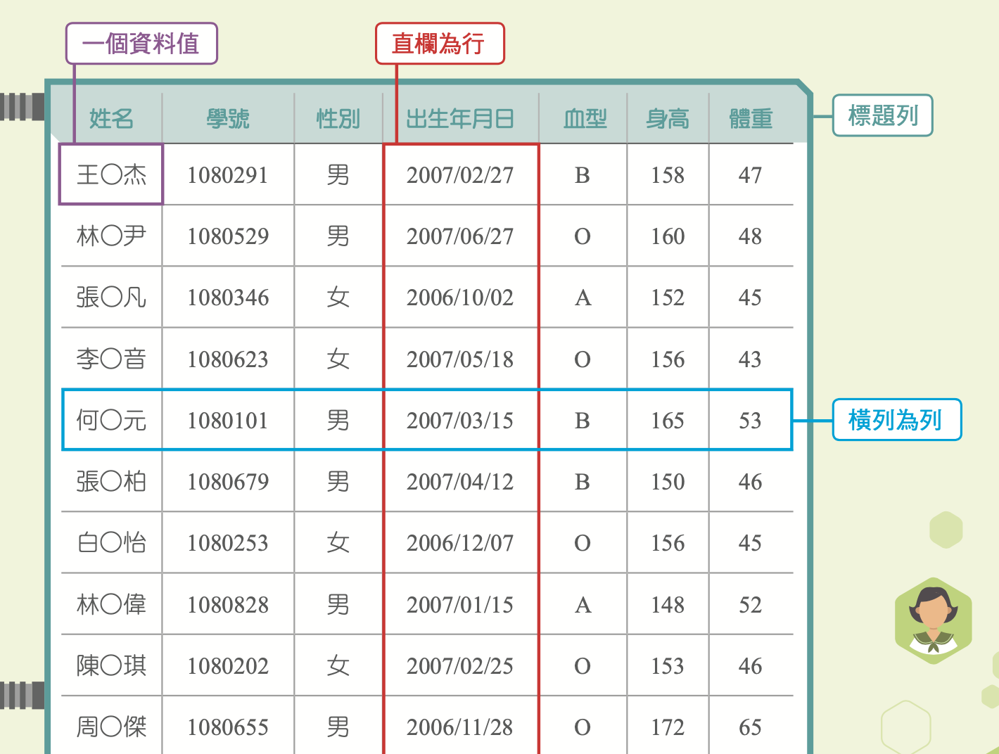 一個資料值 直欄為行
姓名 學號 性別 出生年月日 血型 身高 體重 標題列
王〇杰 1080291 男 2007/02/27 B 158 47
林〇尹 1080529 男 2007/06/27 O 160 48
張〇凡 1080346 女 2006/10/02 A 152 45
李〇音 1080623 女 2007/05/18 O 156 43
何〇元 1080101 男 2007/03/15 B 165 53 橫列為列
張〇柏 1080679 男 2007/04/12 B 150 46
白〇怡 1080253 女 2006/12/07 O 156 45
林〇偉 1080828 男 2007/01/15 A 148 52
陳〇琪 1080202 女 2007/02/25 O 153 46
周〇傑 1080655 男 2006/11/28 O 172 65